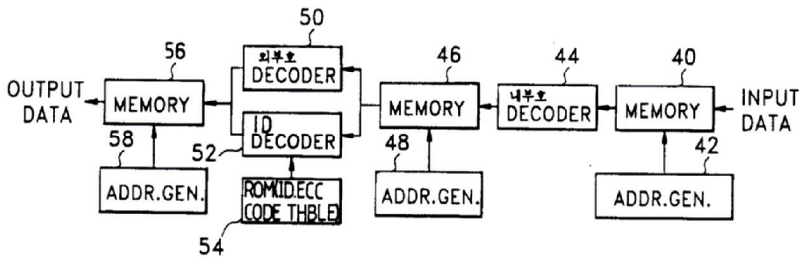 50
외부호
DECODER
56
MEMORY
OUTPUT
DATA
46
MEMORY
44
내부호
DECODER
40
MEMORY
INPUT
DATA
ID
DECODER
52
58
ADDR.GEN.
ROM(ID.ECC
CODE THBLE)
54
48
ADDR.GEN.
42
ADDR.GEN.